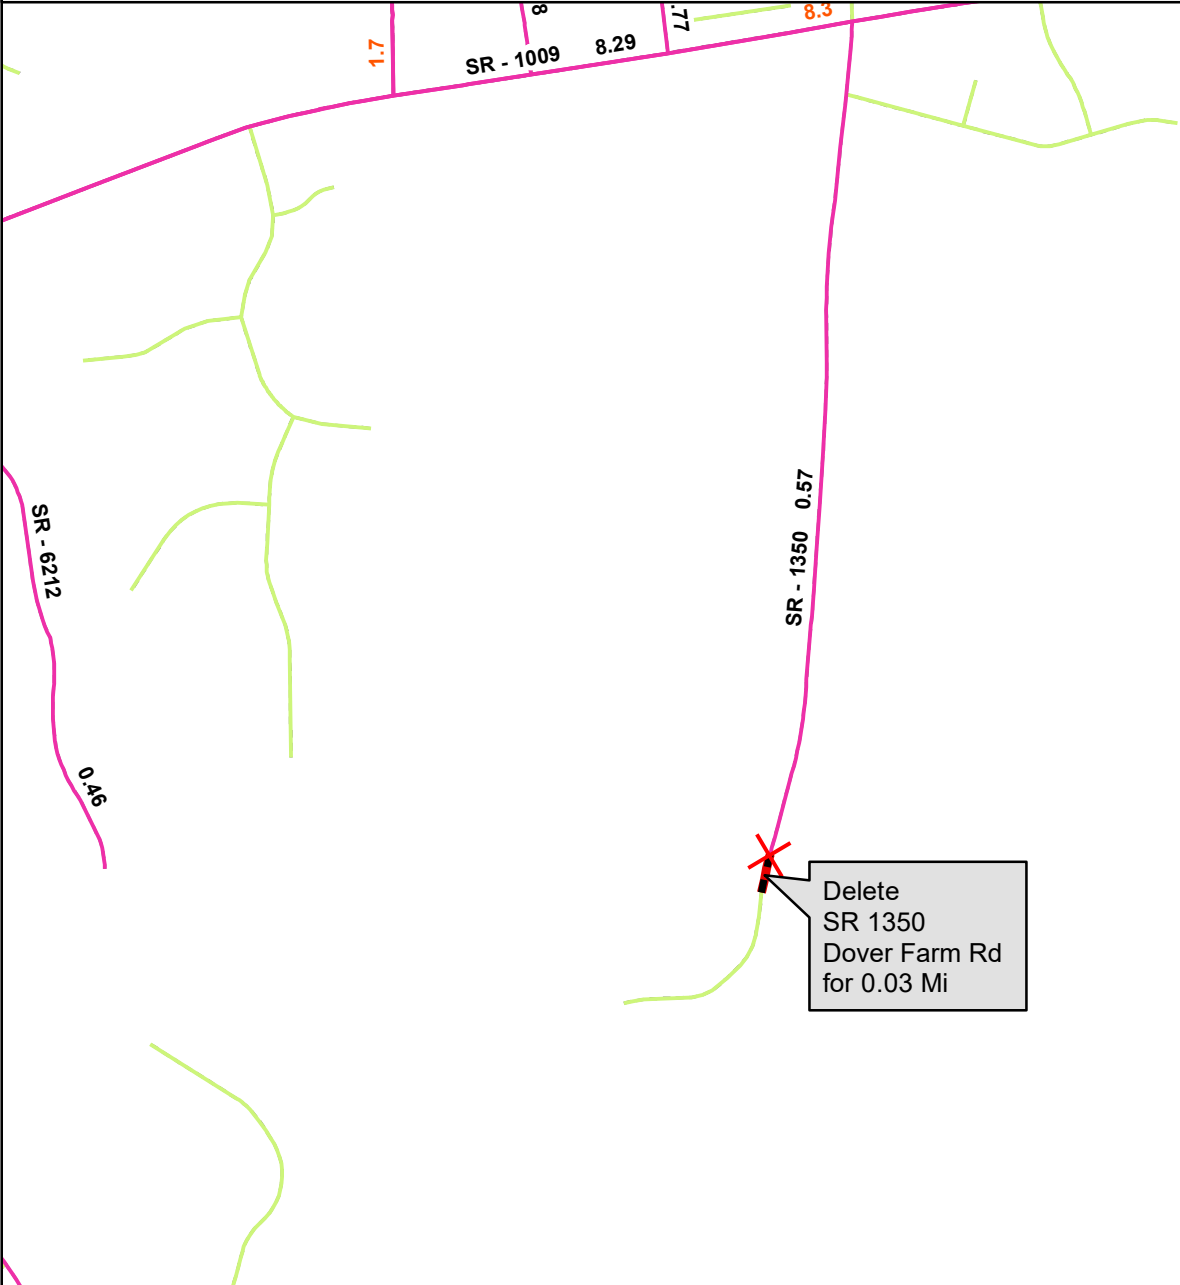 8
.77
8.3
1.7
SR - 1009 8.29
SR - 1350 0.57
SR - 6212
0.46
Delete
SR 1350
Dover Farm Rd
for 0.03 Mi